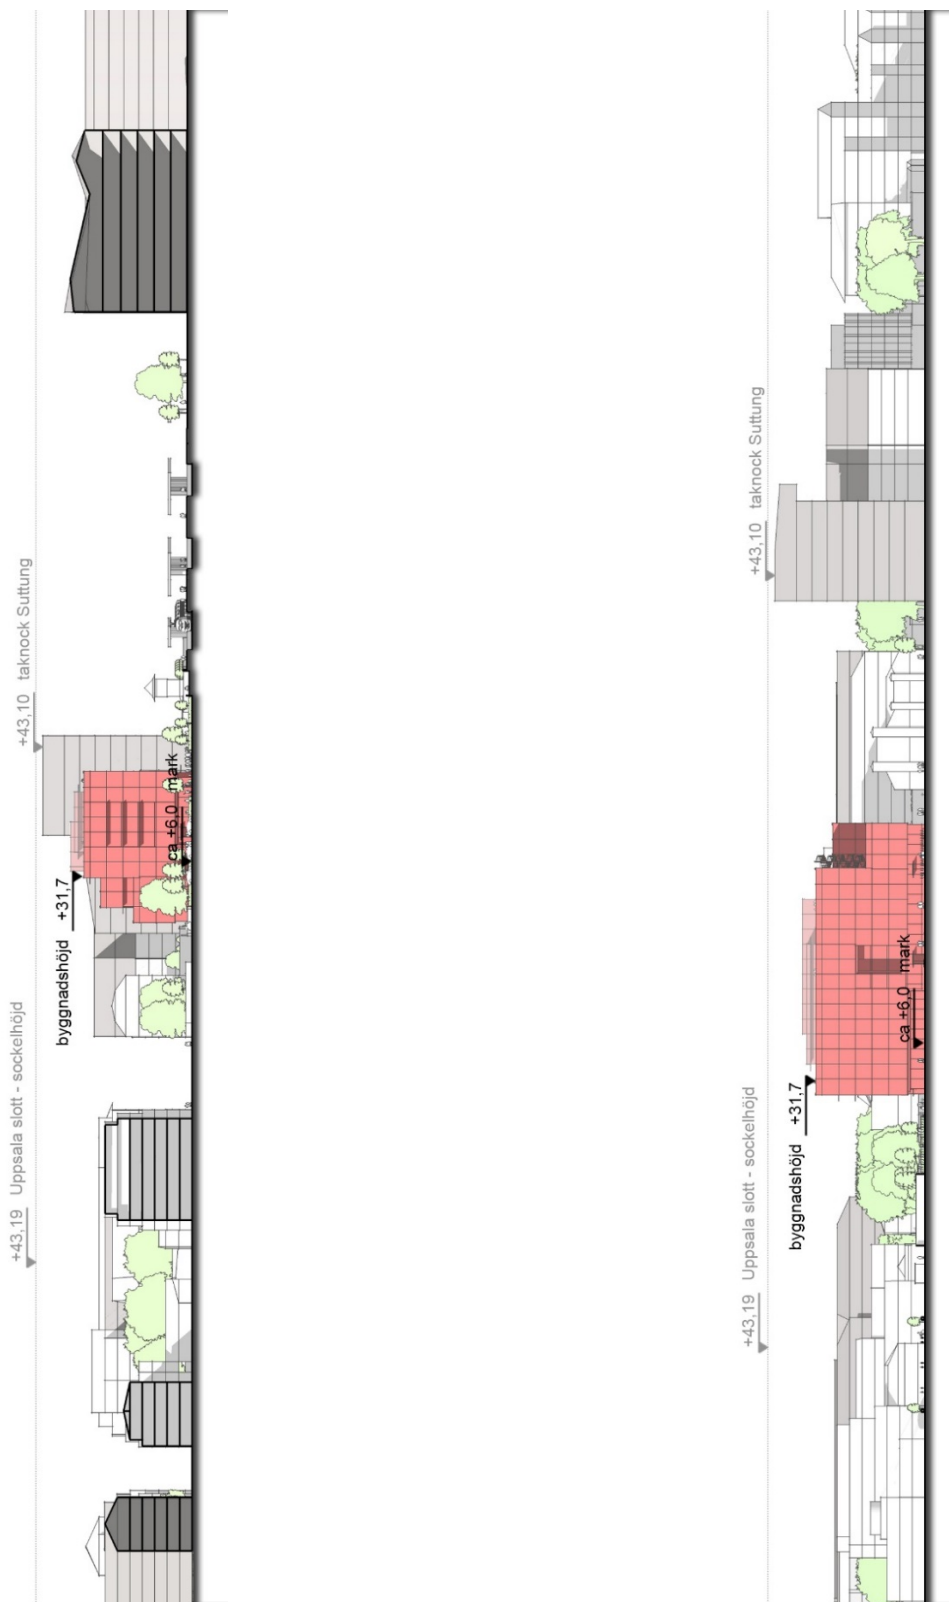 +43,19 Uppsala slott - sockelhöjd
byggnadshöjd +31,7
ca +6,0 mark
+43,10 taknock Suttung
+43,19 Uppsala slott - sockelhöjd
byggnadshöjd +31,7
ca +6,0 mark
+43,10 taknock Suttung